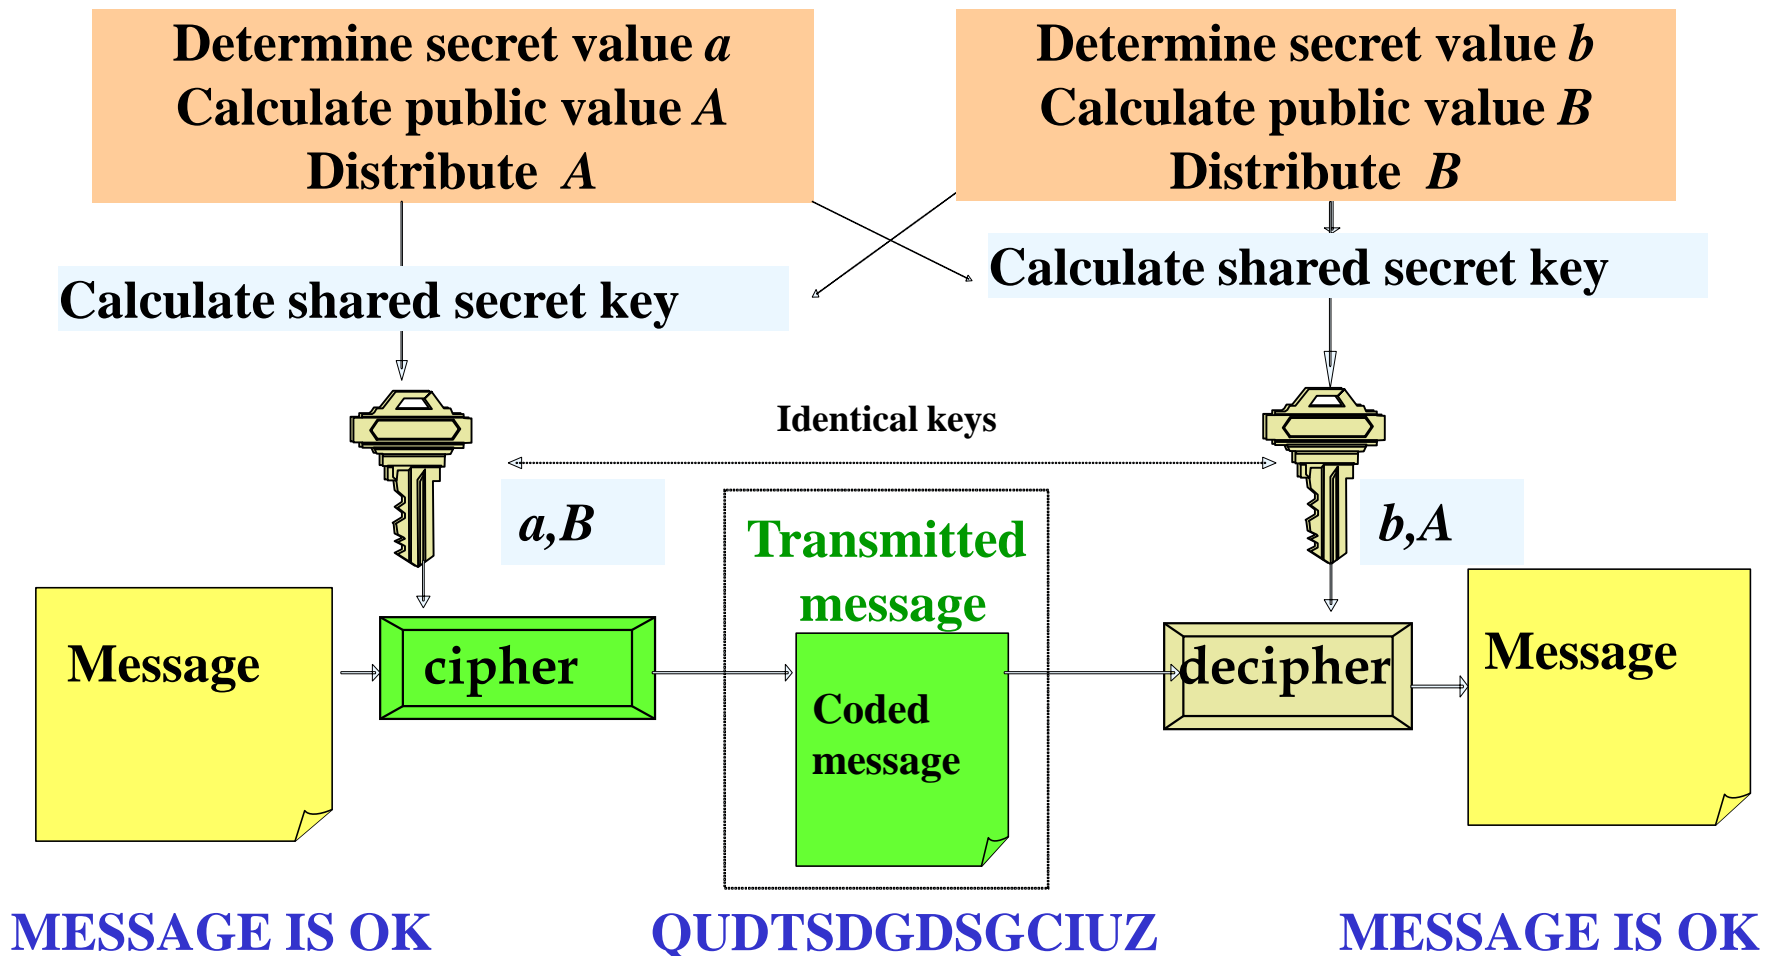 Determine secret value a
Calculate public value A
Distribute A
Determine secret value b
Calculate public value B
Distribute B
Calculate shared secret key
Calculate shared secret key
Identical keys
a,B
b,A
Transmitted
message
Message
cipher
Coded
message
decipher
Message
MESSAGE IS OK
QUDTSDGDSGCIUZ
MESSAGE IS OK